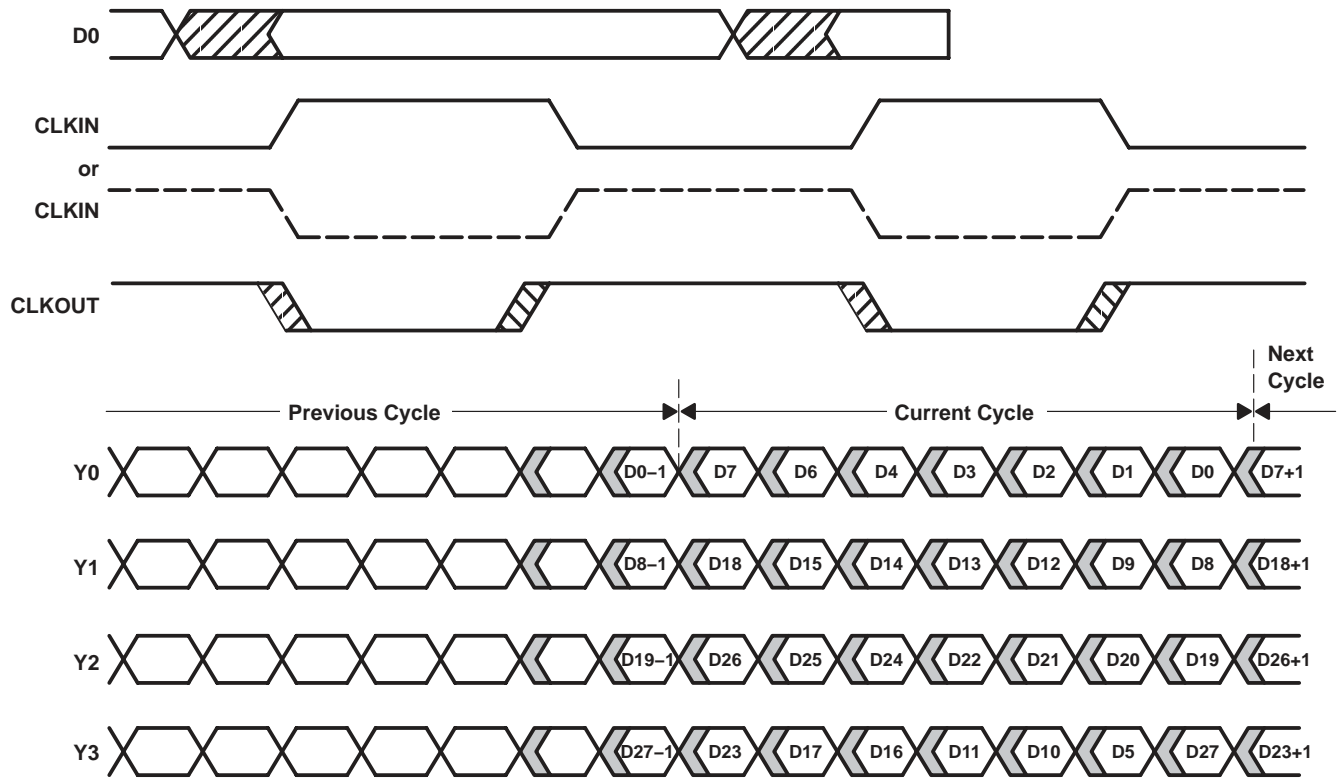 D0
CLKIN
or
CLKIN
CLKOUT
Next
Cycle
Previous Cycle
Current Cycle
Y0 D0–1 D7 D6 D4 D3 D2 D1 D0 D7+1
Y1 D8–1 D18 D15 D14 D13 D12 D9 D8 D18+1
Y2 D19–1 D26 D25 D24 D22 D21 D20 D19 D26+1
Y3 D27–1 D23 D17 D16 D11 D10 D5 D27 D23+1